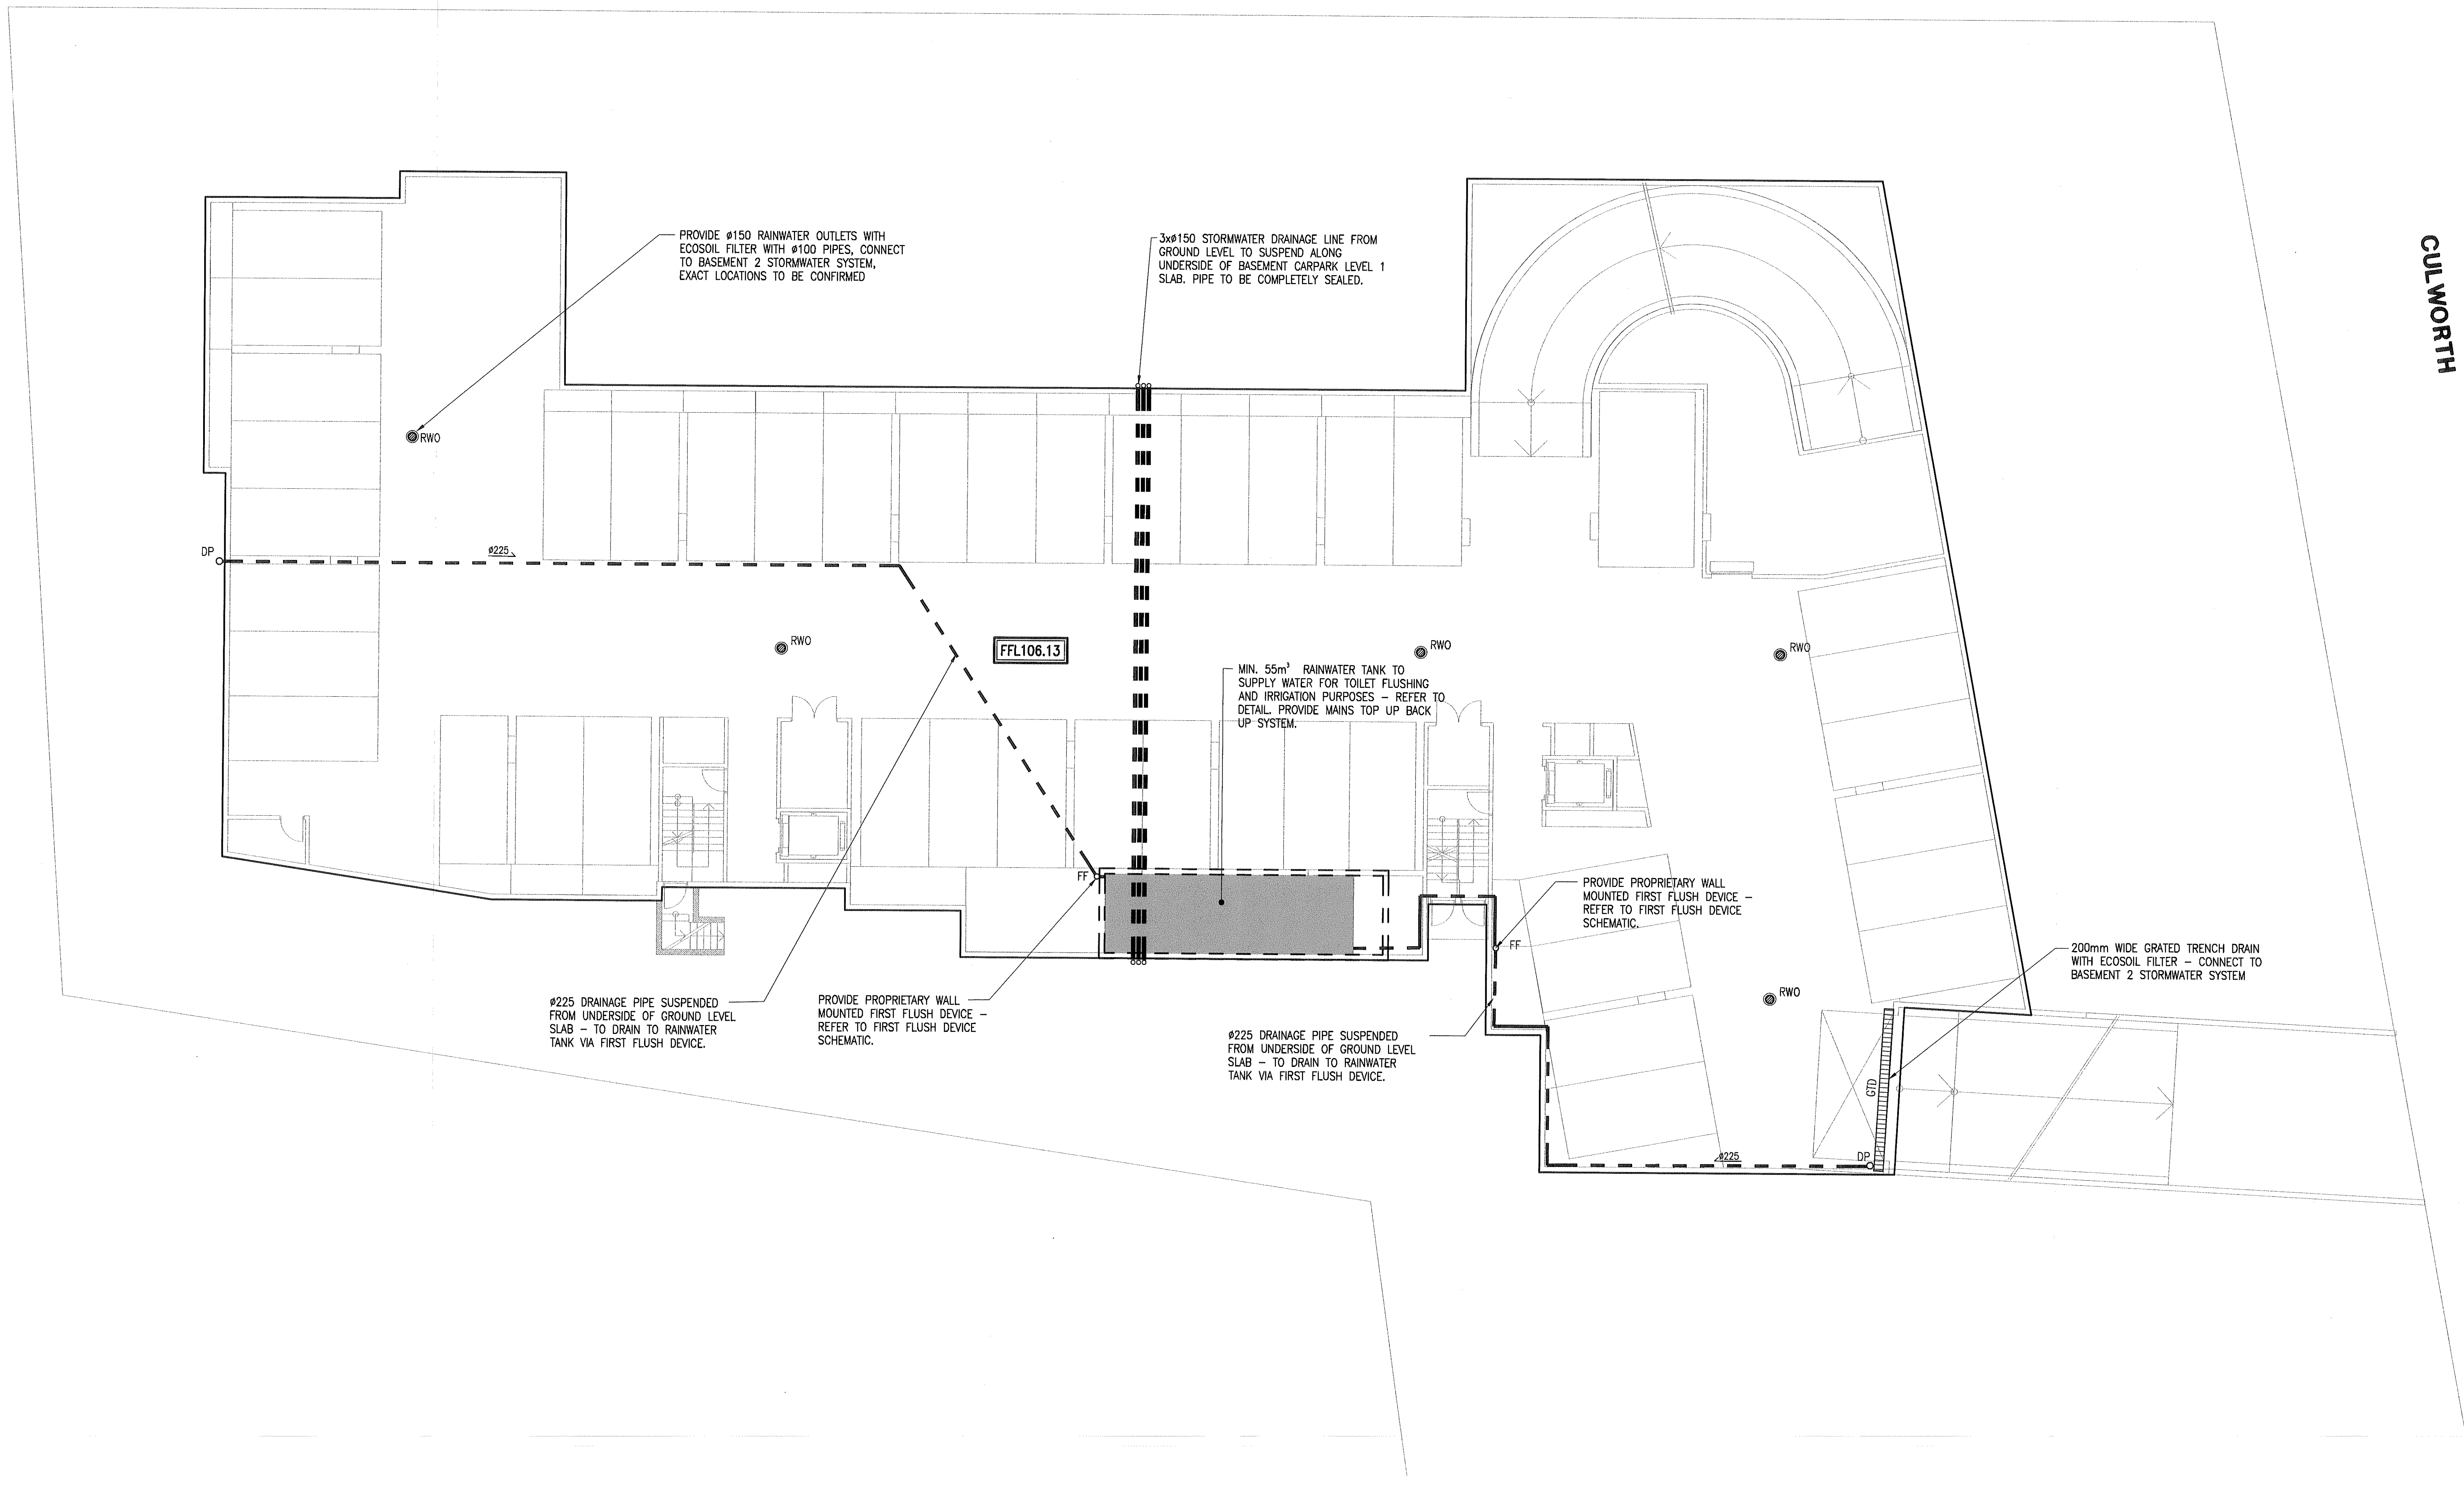 PROVIDE ø150 RAINWATER OUTLETS WITH
ECOSOIL FILTER WITH ø100 PIPES, CONNECT
TO BASEMENT 2 STORMWATER SYSTEM,
EXACT LOCATIONS TO BE CONFIRMED
3xø150 STORMWATER DRAINAGE LINE FROM
GROUND LEVEL TO SUSPEND ALONG
UNDERSIDE OF BASEMENT CARPARK LEVEL 1
SLAB. PIPE TO BE COMPLETELY SEALED.
CULWORTH
RWO
DP
ø225
RWO
FFL106.13
RWO
RWO
MIN. 55m³ RAINWATER TANK TO
SUPPLY WATER FOR TOILET FLUSHING
AND IRRIGATION PURPOSES – REFER TO
DETAIL. PROVIDE MAINS TOP UP BACK
UP SYSTEM.
FF
PROVIDE PROPRIETARY WALL
MOUNTED FIRST FLUSH DEVICE –
REFER TO FIRST FLUSH DEVICE
SCHEMATIC.
FF
200mm WIDE GRATED TRENCH DRAIN
WITH ECOSOIL FILTER – CONNECT TO
BASEMENT 2 STORMWATER SYSTEM
RWO
ø225 DRAINAGE PIPE SUSPENDED
FROM UNDERSIDE OF GROUND LEVEL
SLAB – TO DRAIN TO RAINWATER
TANK VIA FIRST FLUSH DEVICE.
PROVIDE PROPRIETARY WALL
MOUNTED FIRST FLUSH DEVICE –
REFER TO FIRST FLUSH DEVICE
SCHEMATIC.
ø225 DRAINAGE PIPE SUSPENDED
FROM UNDERSIDE OF GROUND LEVEL
SLAB – TO DRAIN TO RAINWATER
TANK VIA FIRST FLUSH DEVICE.
GTD
ø225
DP